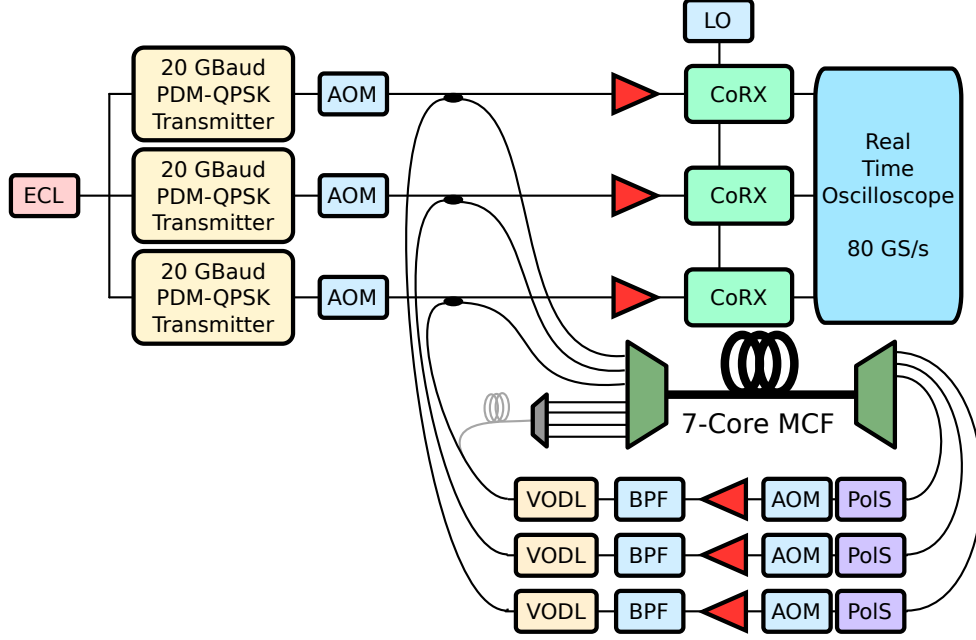 LO
20 GBaud
PDM-QPSK
Transmitter
AOM
CoRX
20 GBaud
PDM-QPSK
Transmitter
ECL
AOM
CoRX
Real
Time
Oscilloscope
80 GS/s
20 GBaud
PDM-QPSK
Transmitter
AOM
CoRX
7-Core MCF
VODL
BPF
AOM
PolS
VODL
BPF
AOM
PolS
VODL
BPF
AOM
PolS